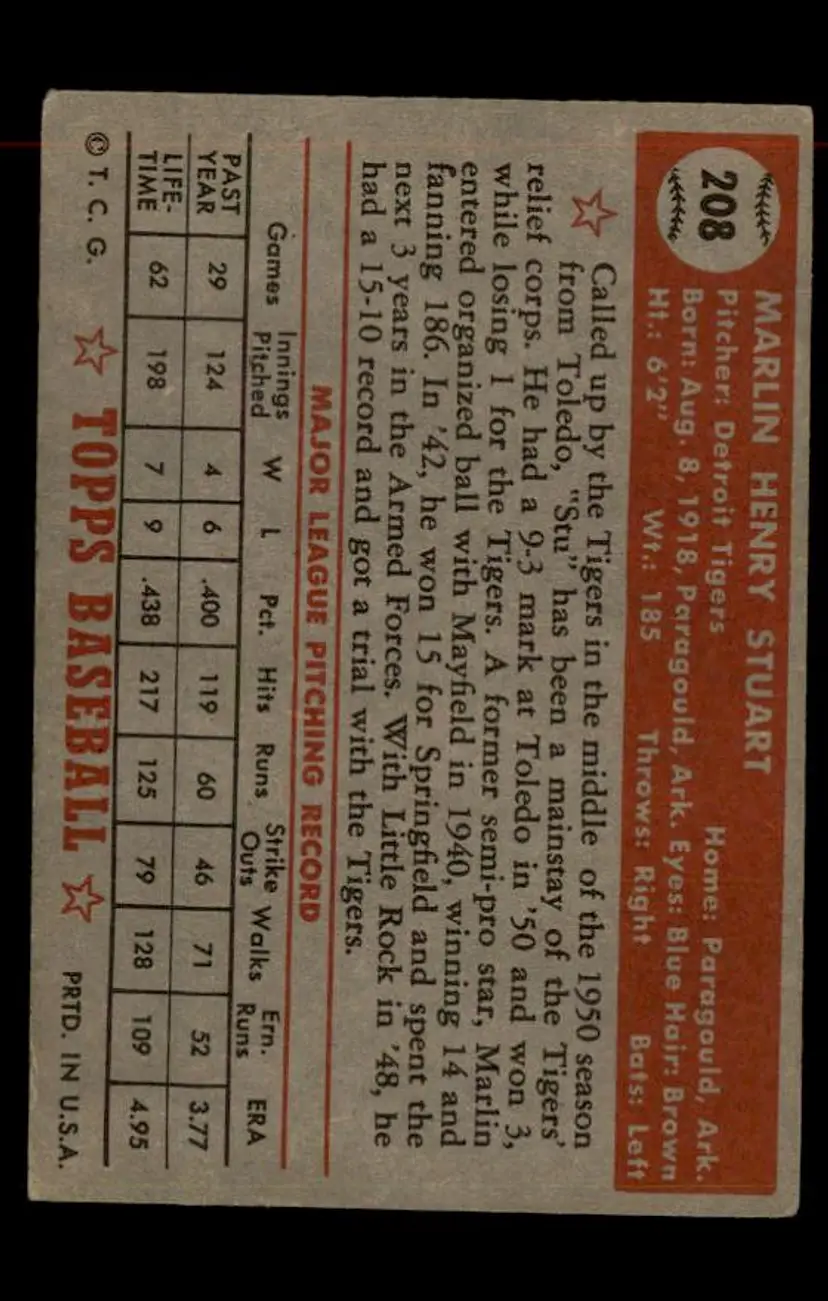 208
MARLIN HENRY STUART
Pitcher: Detroit Tigers Home: Paragould, Ark.
Born: Aug. 8, 1918, Paragould, Ark. Eyes: Blue Hair: Brown
Ht.: 6'2" Wt.: 185 Throws: Right Bats: Left
Called up by the Tigers in the middle of the 1950 season
from Toledo, "Stu" has been a mainstay of the Tigers'
relief corps. He had a 9-3 mark at Toledo in '50 and won 3,
while losing 1 for the Tigers. A former semi-pro star, Marlin
entered organized ball with Mayfield in 1940, winning 14 and
fanning 186. In '42, he won 15 for Springfield and spent the
next 3 years in the Armed Forces. With Little Rock in '48, he
had a 15-10 record and got a trial with the Tigers.
MAJOR LEAGUE PITCHING RECORD
Games Innings Pitched W L Pct. Hits Runs Strike Outs Walks Ern. Runs ERA
PAST YEAR 29 124 4 6 .400 119 60 46 71 52 3.77
LIFE-TIME 62 198 7 9 .438 217 125 79 128 109 4.95
© T. C. G. TOPPS BASEBALL PRTD. IN U.S.A.